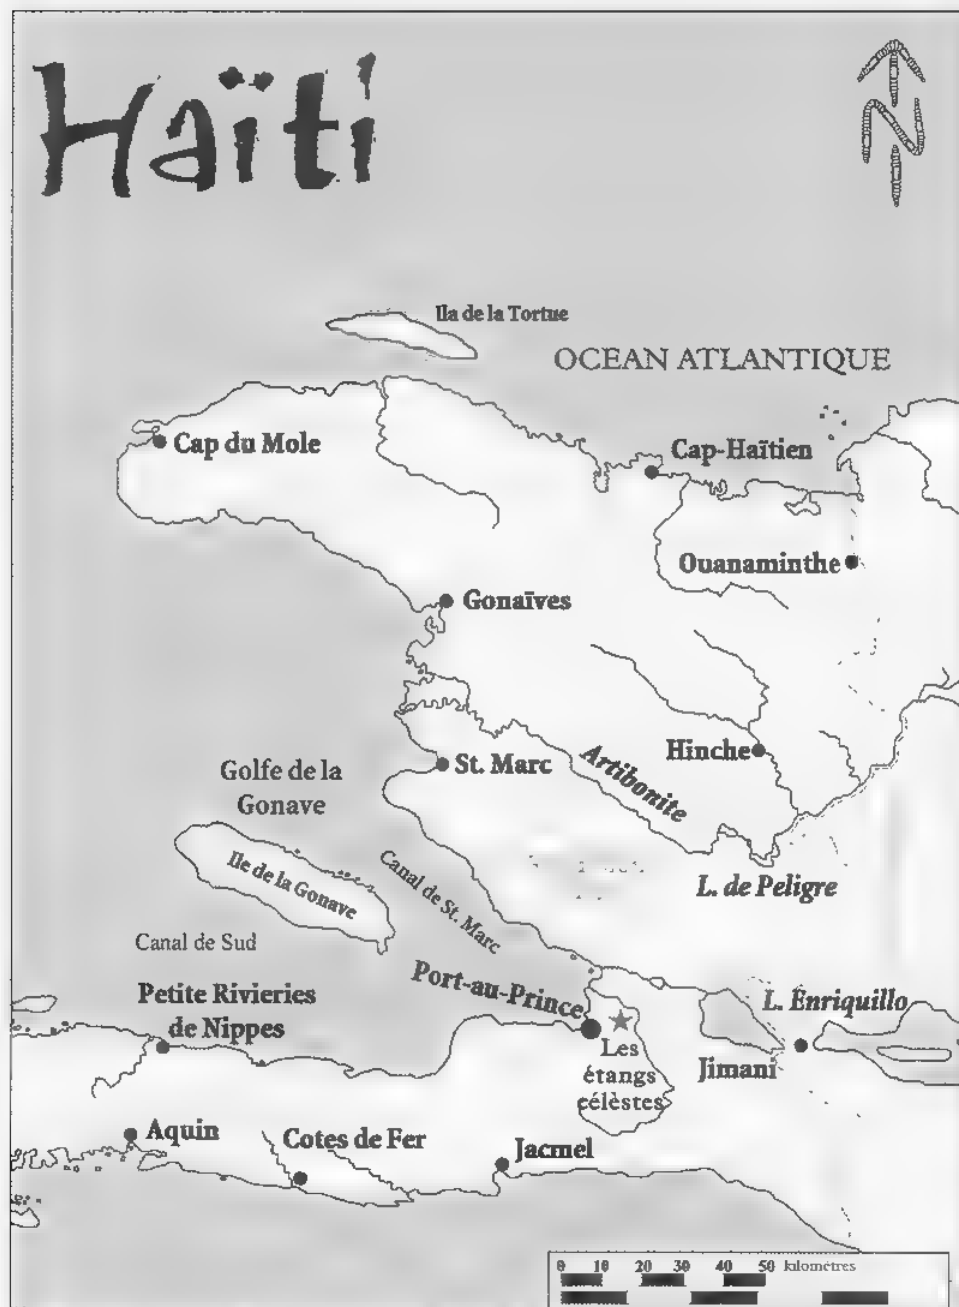 Haïti
N
Ila de la Tortue
OCEAN ATLANTIQUE
Cap du Mole
Cap-Haïtien
Ouanaminthe
Gonaïves
Hinche
St. Marc
Artibonite
Golfe de la
Gonave
Ile de la Gonave
Canal de St. Marc
L. de Peligre
Canal de Sud
Port-au-Prince
Petite Rivieries
de Nippes
L. Enriquillo
Les
étangs
célèstes
Jimani
Aquin
Cotes de Fer
Jacmel
0 10 20 30 40 50 kilomètres